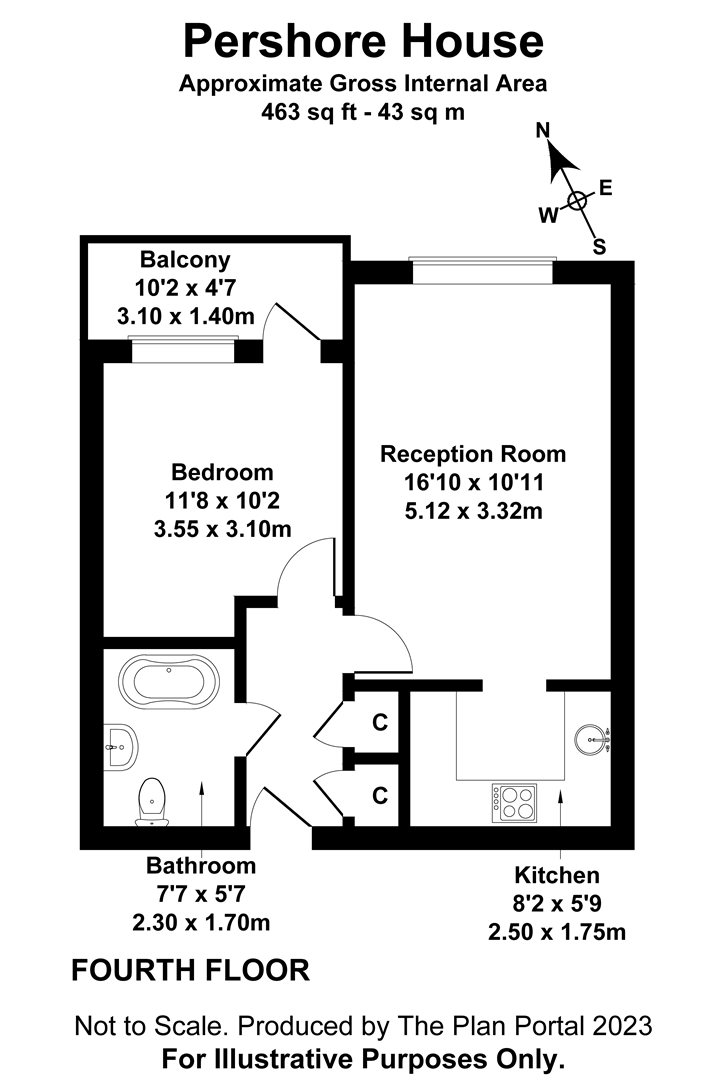 Pershore House
Approximate Gross Internal Area
463 sq ft - 43 sq m
N
E
W
S
Balcony
10'2 x 4'7
3.10 x 1.40m
Reception Room
16'10 x 10'11
5.12 x 3.32m
Bedroom
11'8 x 10'2
3.55 x 3.10m
C
C
Bathroom
7'7 x 5'7
2.30 x 1.70m
Kitchen
8'2 x 5'9
2.50 x 1.75m
FOURTH FLOOR
Not to Scale. Produced by The Plan Portal 2023
For Illustrative Purposes Only.